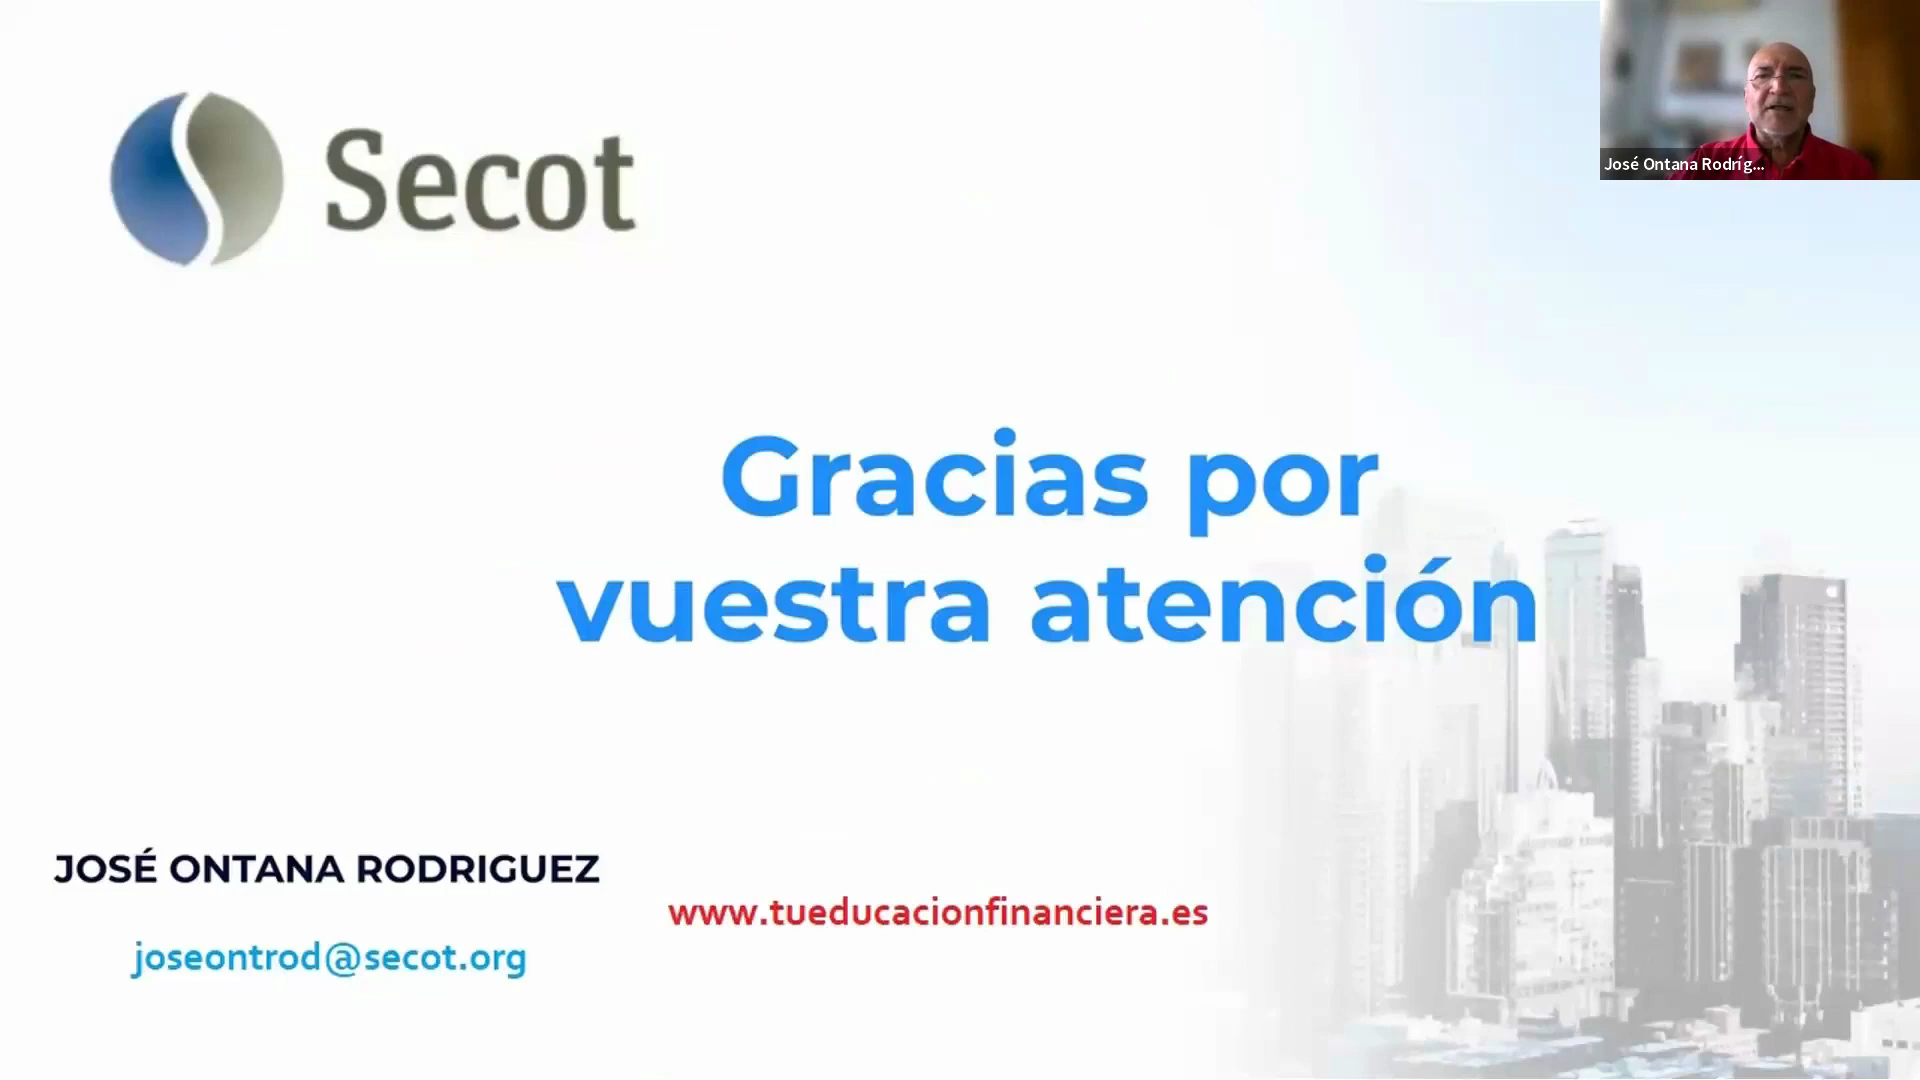 Secot
José Ontana Rodríg...
Gracias por
vuestra atención
JOSÉ ONTANA RODRIGUEZ
www.tueducacionfinanciera.es
joseontrod@secot.org